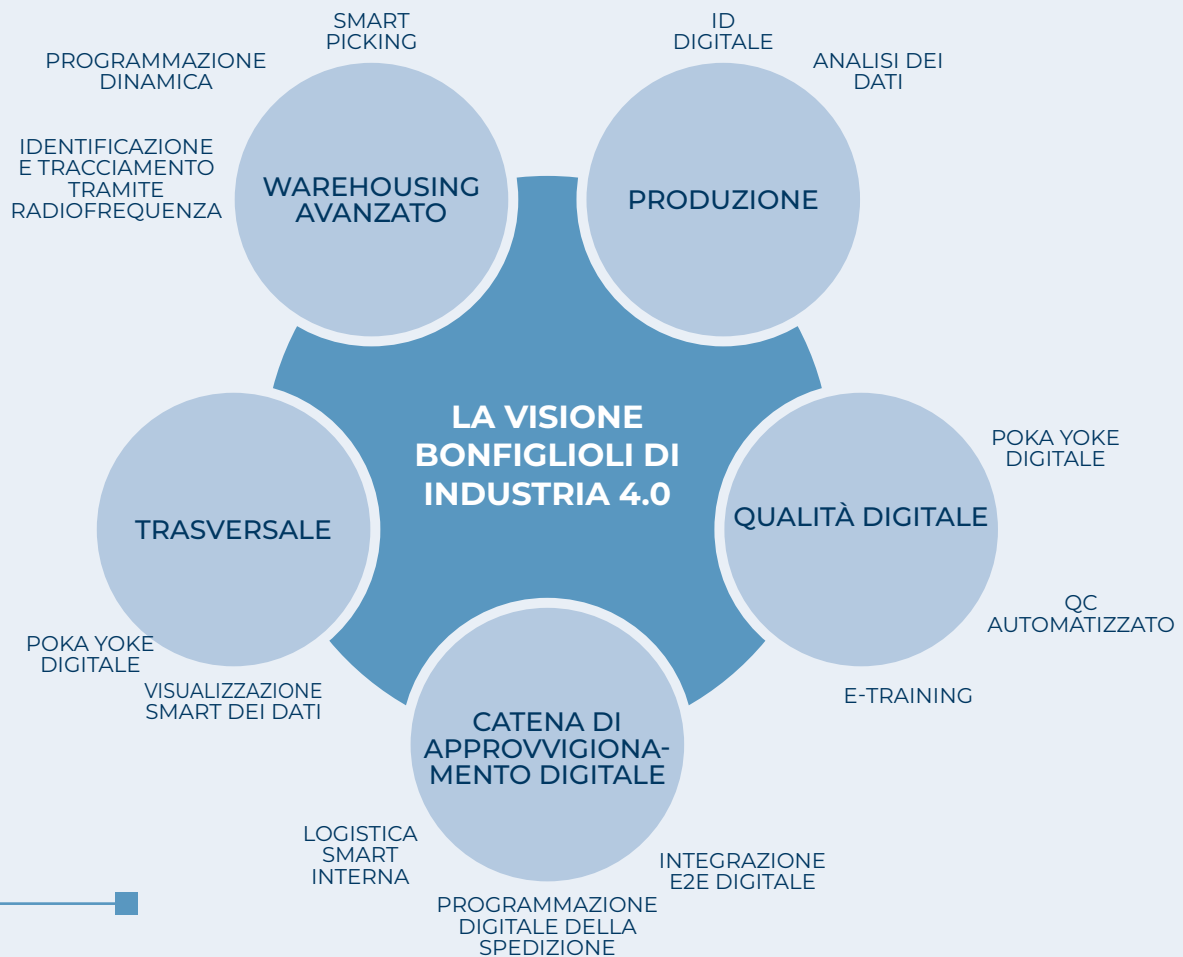 SMART
PICKING
PROGRAMMAZIONE
DINAMICA
IDENTIFICAZIONE
E TRACCIAMENTO
TRAMITE
RADIOFREQUENZA
WAREHOUSING
AVANZATO
ID
DIGITALE
ANALISI DEI
DATI
PRODUZIONE
LA VISIONE
BONFIGLIOLI DI
INDUSTRIA 4.0
POKA YOKE
DIGITALE
QUALITÀ DIGITALE
QC
AUTOMATIZZATO
E-TRAINING
TRASVERSALE
POKA YOKE
DIGITALE
VISUALIZZAZIONE
SMART DEI DATI
CATENA DI
APPROVVIGIONA-
MENTO DIGITALE
LOGISTICA
SMART
INTERNA
PROGRAMMAZIONE
DIGITALE DELLA
SPEDIZIONE
INTEGRAZIONE
E2E DIGITALE